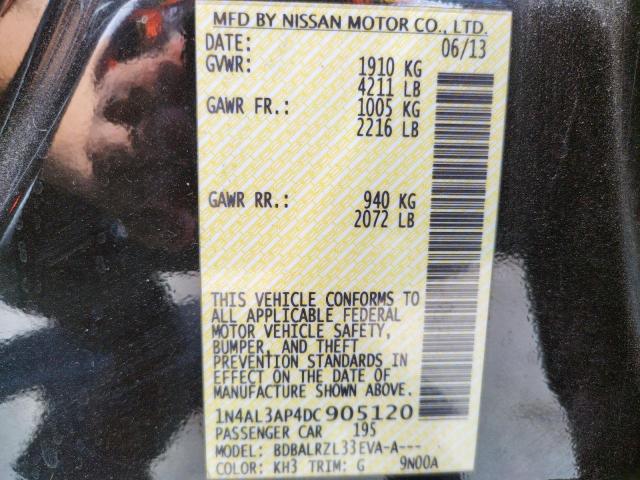 MFD BY NISSAN MOTOR CO., LTD.
DATE: 06/13
GVWR: 1910 KG
4211 LB
GAWR FR.: 1005 KG
2216 LB
GAWR RR.: 940 KG
2072 LB
THIS VEHICLE CONFORMS TO
ALL APPLICABLE FEDERAL
MOTOR VEHICLE SAFETY,
BUMPER, AND THEFT
PREVENTION STANDARDS IN
EFFECT ON THE DATE OF
MANUFACTURE SHOWN ABOVE.
1N4AL3AP4DC905120
PASSENGER CAR 195
MODEL: BDBALRZL33EVA-A---
COLOR: KH3 TRIM: G 9N00A